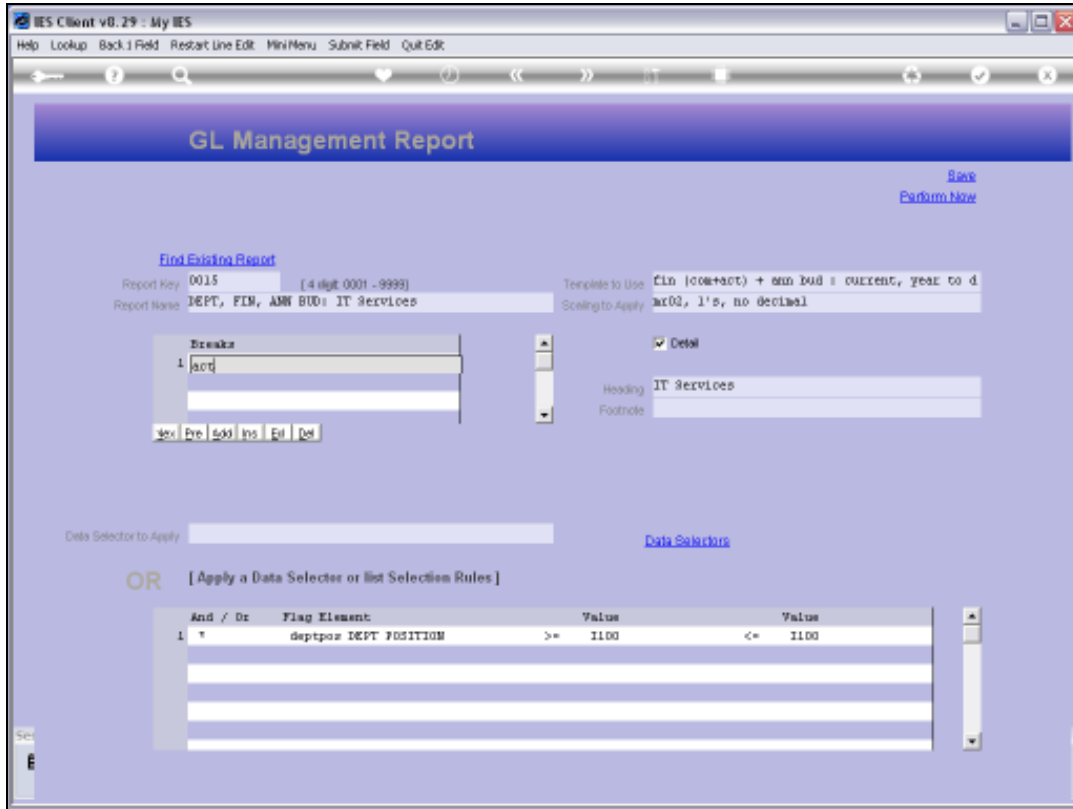 IES Client v8.29 : My IES
Help Lookup Back 1 Field Restart Line Edit MiniMenu Submit Field Quit Edit
GL Management Report
Save
Perform Now
Find Existing Report
Report Key 0015 [ 4 digit: 0001 - 9999] Template to Use fin (com+act) + ann bud : current, year to d
Report Name DEPT, FIN, ANN BUD: IT Services Scaling to Apply mr02, 1's, no decimal
Breaks Detail
1 act
Heading IT Services
Footnote
Nex Pre Add Ins Del
Data Selector to Apply Data Selectors
OR [ Apply a Data Selector or list Selection Rules ]
And / Or Flag Element Value Value
1 * deptpos DEPT POSITION >= I100 <= I100